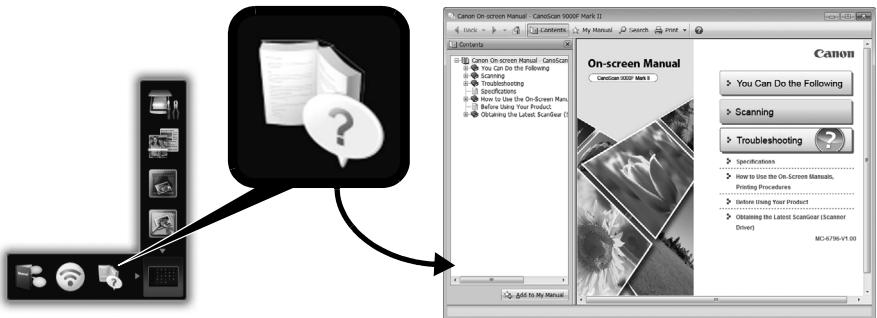 Canon On-screen Manual - CanoScan 9000F Mark II
Back
Contents
My Manual
Search
Print
Contents
Canon On-screen Manual - CanoScan
You Can Do the Following
Scanning
Troubleshooting
Specifications
How to Use the On-Screen Manu
Before Using Your Product
Obtaining the Latest ScanGear (S
Add to My Manual
On-screen Manual
CanoScan 9000F Mark II
Canon
You Can Do the Following
Scanning
Troubleshooting
?
Specifications
How to Use the On-Screen Manuals,
Printing Procedures
Before Using Your Product
Obtaining the Latest ScanGear (Scanner
Driver)
MC-6796-V1.00